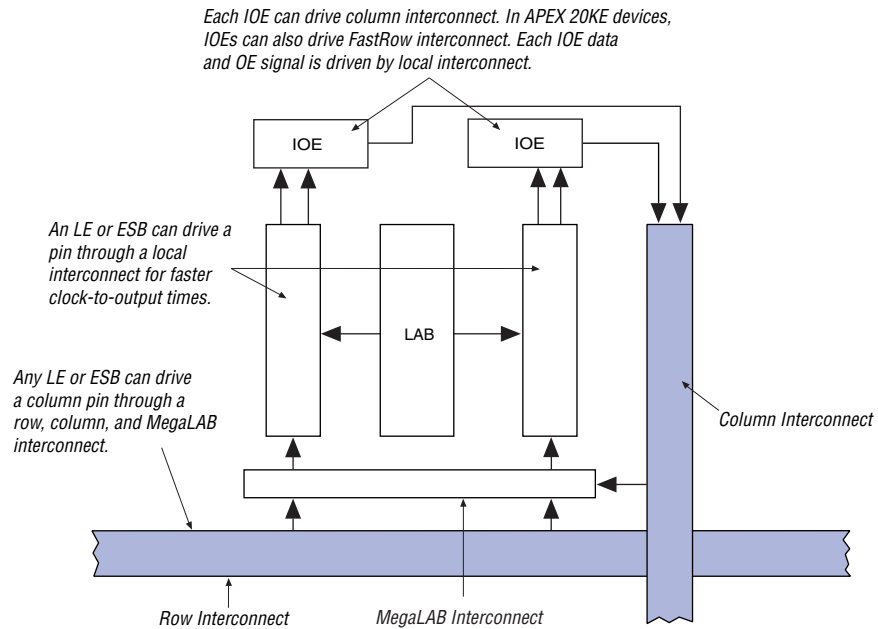 Each IOE can drive column interconnect. In APEX 20KE devices,
IOEs can also drive FastRow interconnect. Each IOE data
and OE signal is driven by local interconnect.
IOE
IOE
An LE or ESB can drive a
pin through a local
interconnect for faster
clock-to-output times.
LAB
Any LE or ESB can drive
a column pin through a
row, column, and MegaLAB
interconnect.
Column Interconnect
Row Interconnect
MegaLAB Interconnect